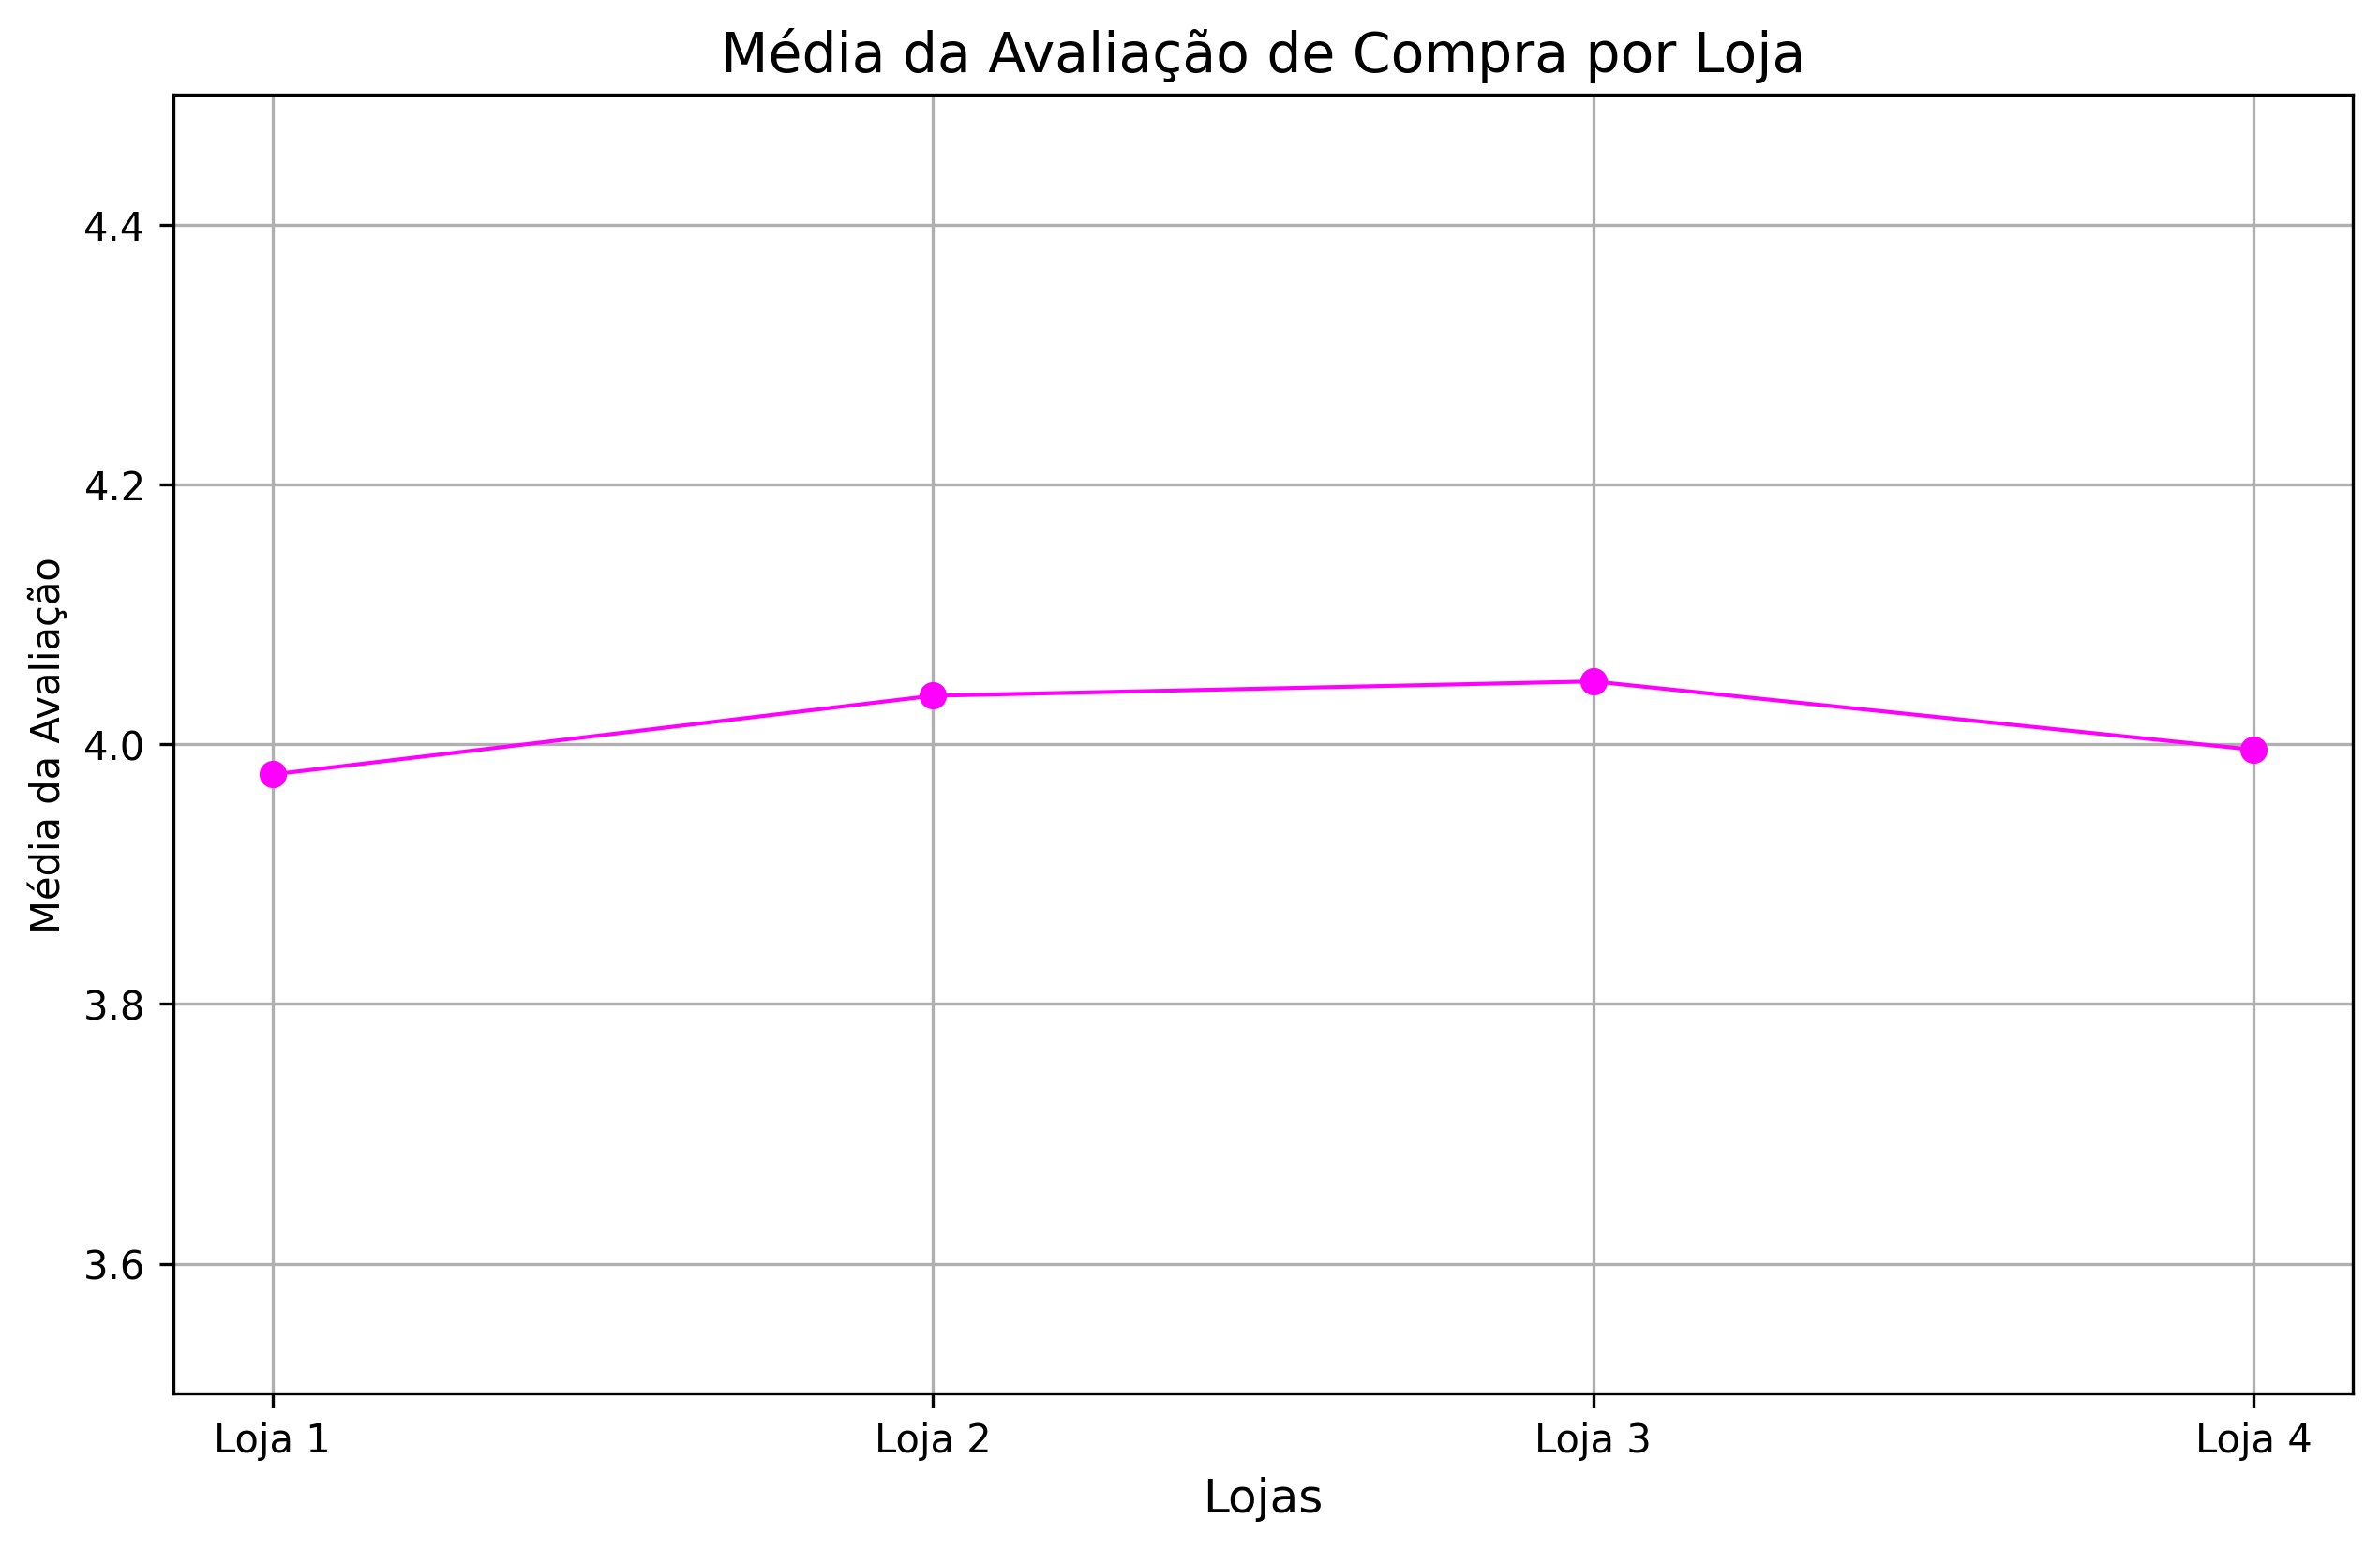 Média da Avaliação de Compra por Loja
Média da Avaliação
4.4
4.2
4.0
3.8
3.6
Loja 1
Loja 2
Loja 3
Loja 4
Lojas